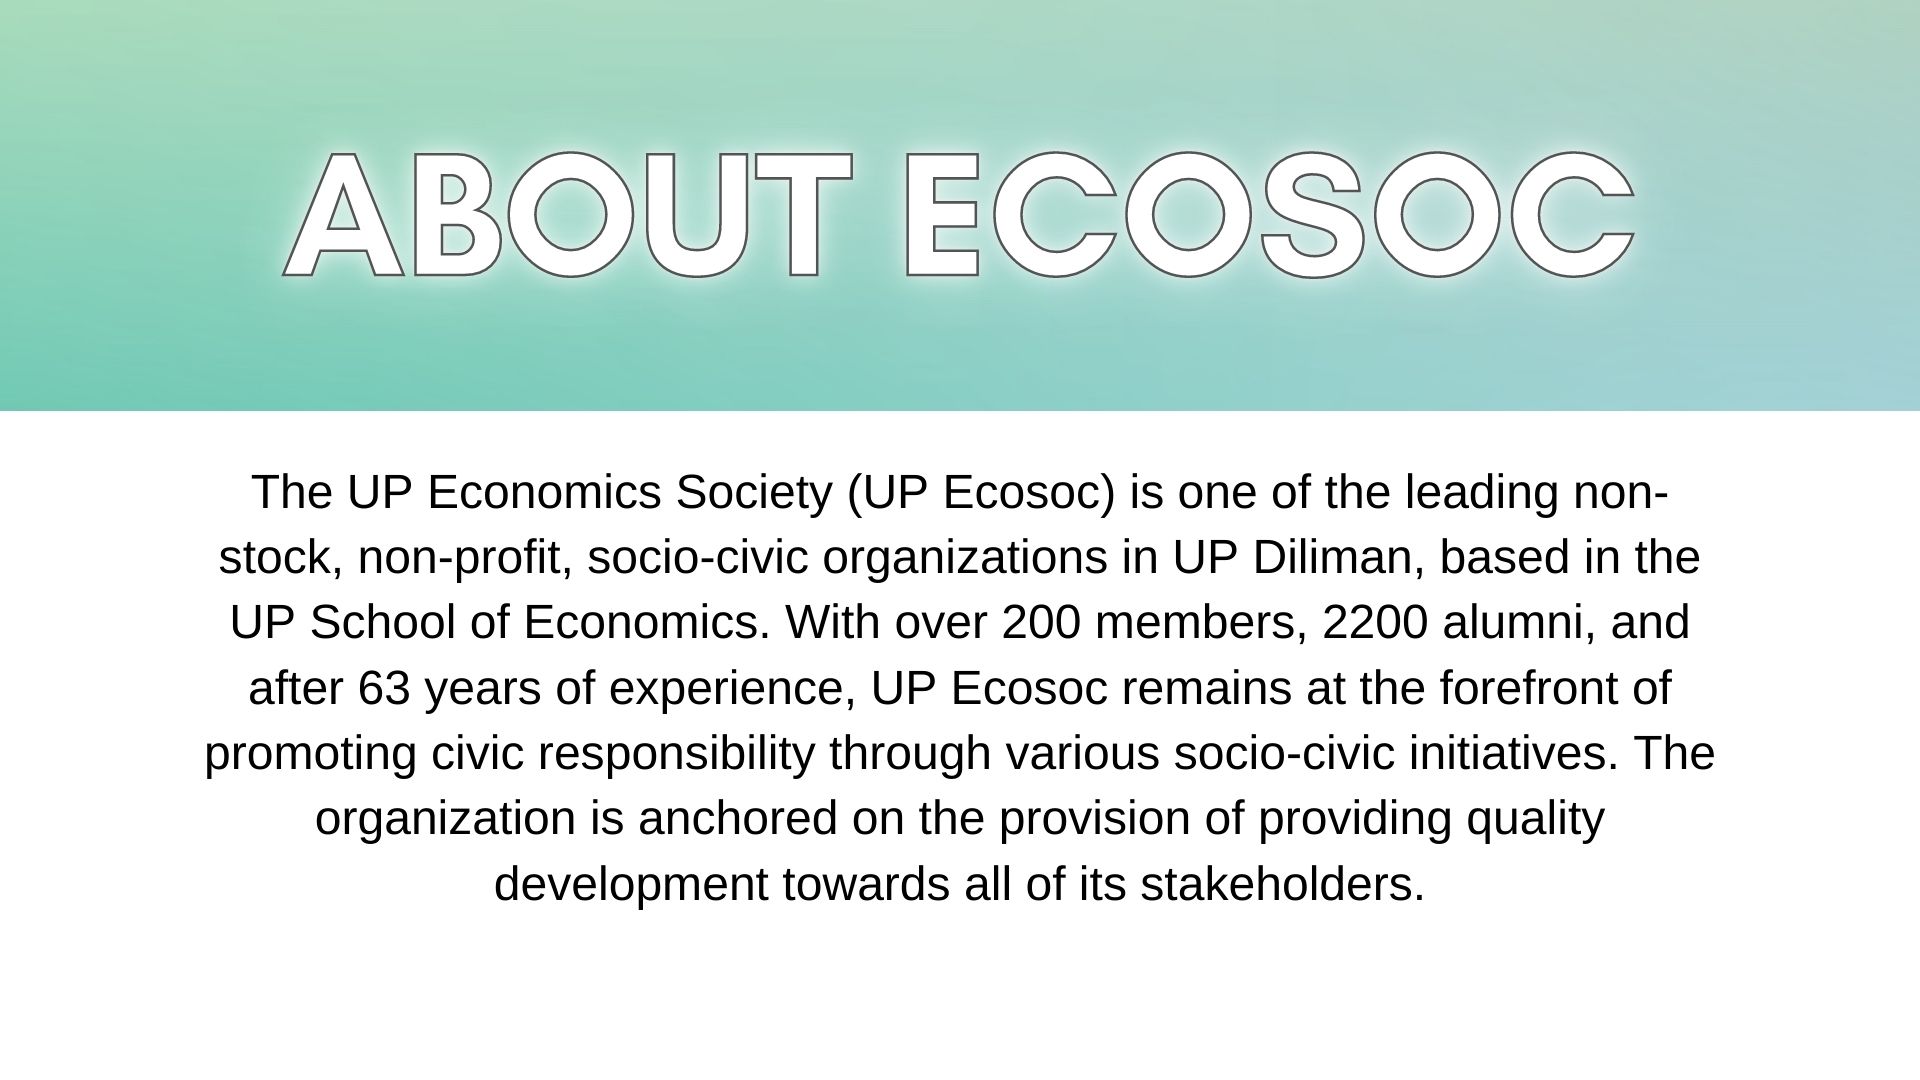 ABOUT ECOSOC
The UP Economics Society (UP Ecosoc) is one of the leading non-
stock, non-profit, socio-civic organizations in UP Diliman, based in the
UP School of Economics. With over 200 members, 2200 alumni, and
after 63 years of experience, UP Ecosoc remains at the forefront of
promoting civic responsibility through various socio-civic initiatives. The
organization is anchored on the provision of providing quality
development towards all of its stakeholders.